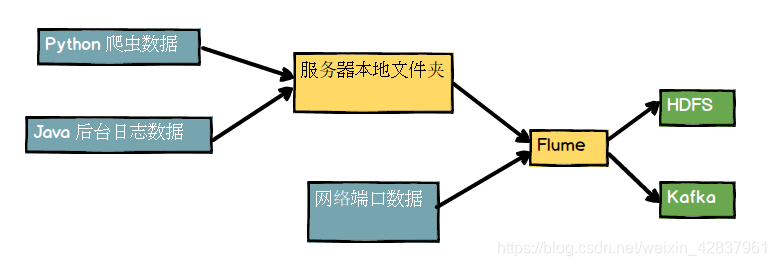 Python 爬虫数据
服务器本地文件夹
Java 后台日志数据
HDFS
Flume
网络端口数据
Kafka
https://blog.csdn.net/weixin_42837961